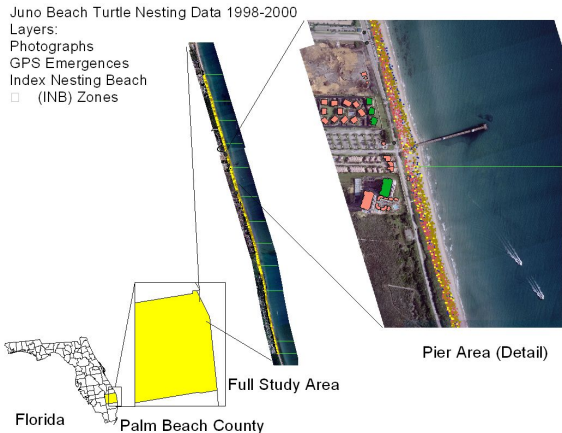 Juno Beach Turtle Nesting Data 1998-2000
Layers:
Photographs
GPS Emergences
Index Nesting Beach
(INB) Zones
Pier Area (Detail)
Full Study Area
Florida
Palm Beach County